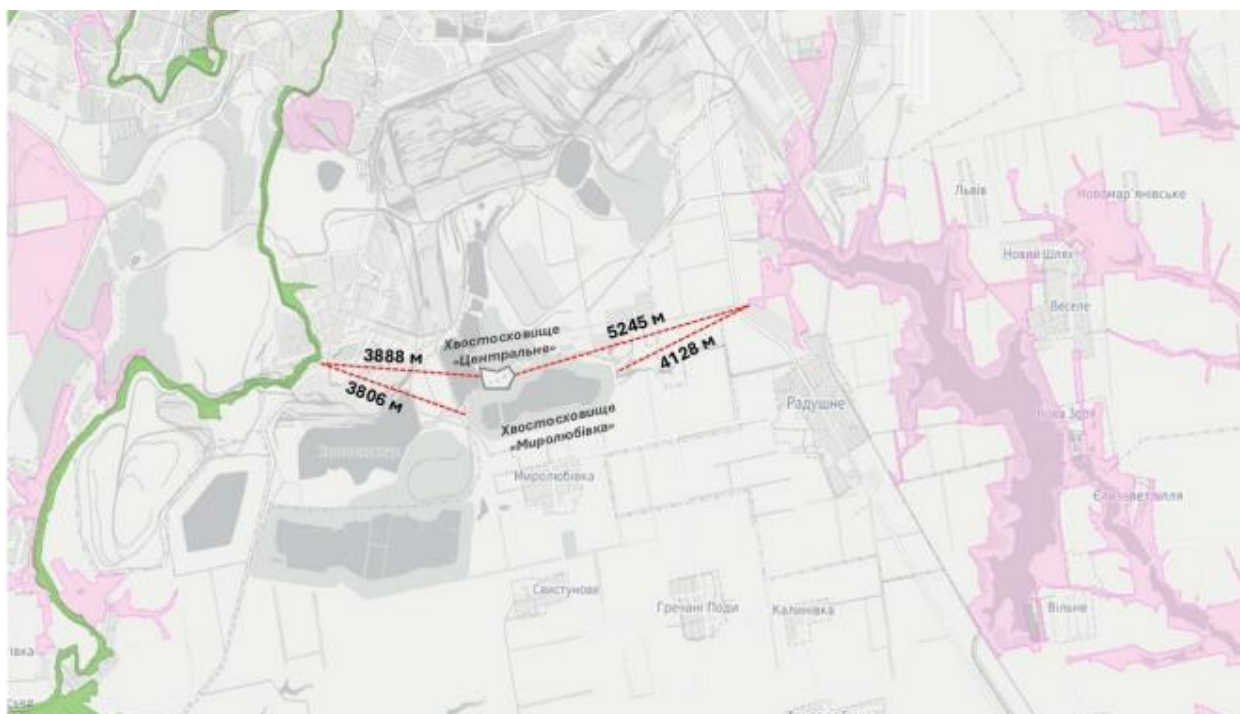 Львів
Новомар'янівське
Новий Шлях
Веселе
5245 м
Хвостосховище
«Центральне»
3888 м
4128 м
3806 м
Хвостосховище
«Миролюбівка»
Радушне
Нова Зоря
Миролюбівка
Єлизаветпілля
Свистунове
Гречані Поди
Калинівка
Вільне
івка